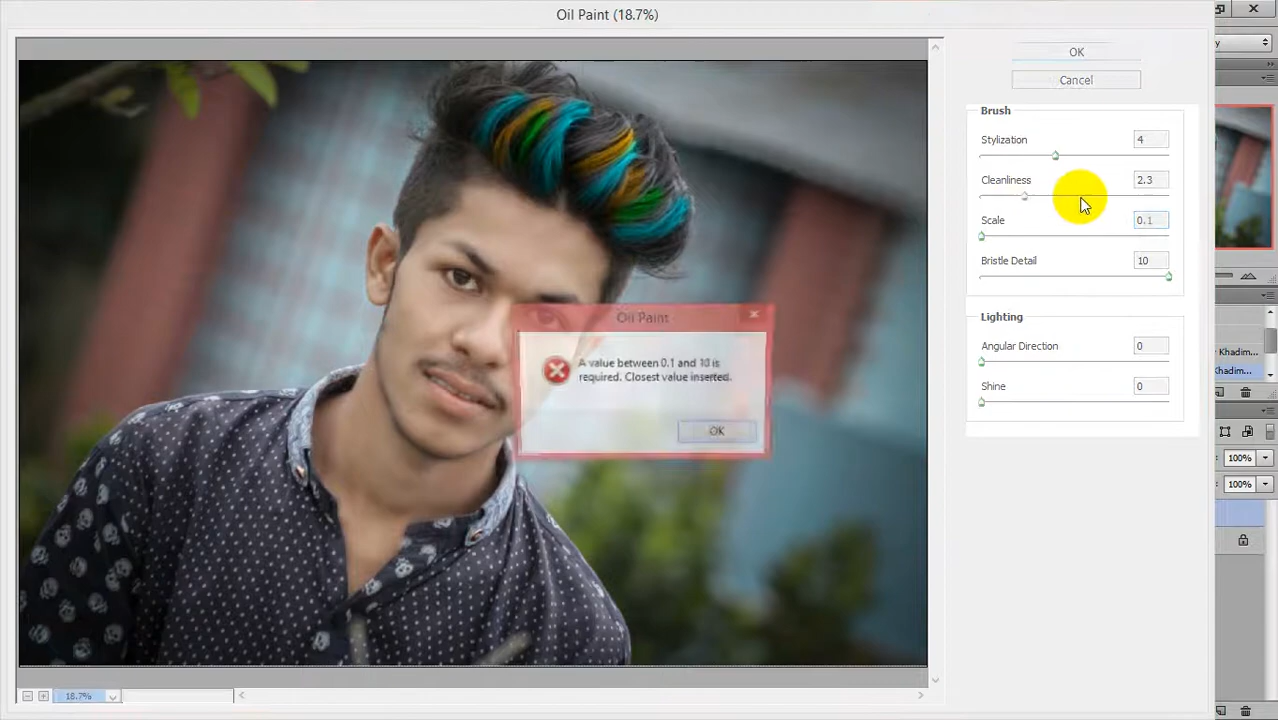 Oil Paint (18.7%)
y
OK
Cancel
Brush
Stylization 4
Cleanliness 2.3
Scale 0.1
Bristle Detail 10
Lighting
Angular Direction 0
Shine 0
Oil Paint
A value between 0.1 and 10 is
required. Closest value inserted.
OK
Khadim...
Khadim...
100%
100%
18.7%